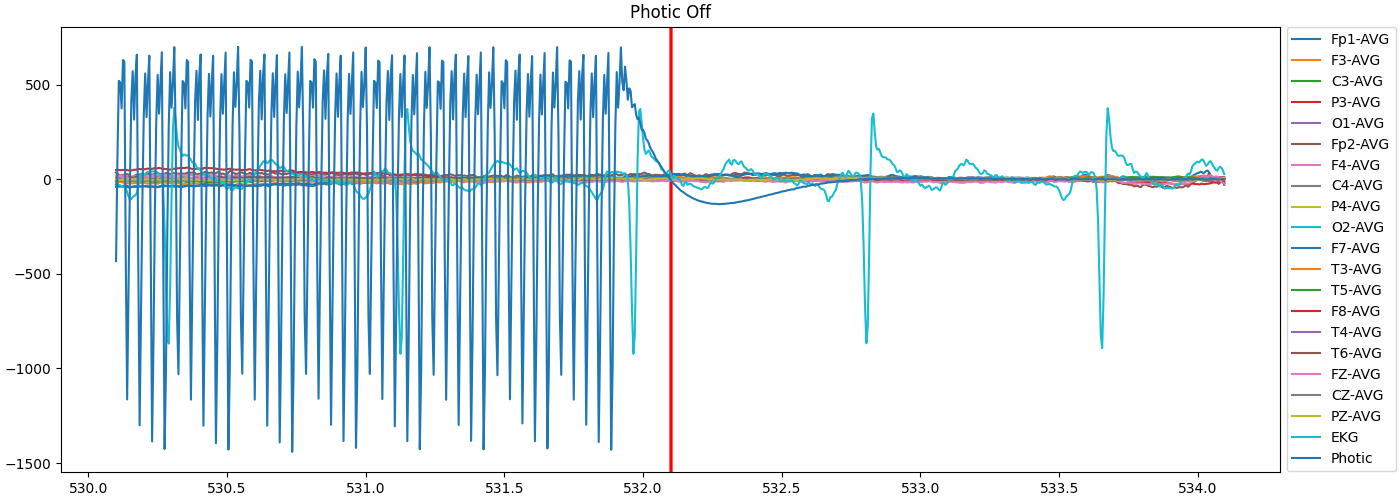 Photic Off
500
0
−500
−1000
−1500
530.0 530.5 531.0 531.5 532.0 532.5 533.0 533.5 534.0
Fp1-AVG
F3-AVG
C3-AVG
P3-AVG
O1-AVG
Fp2-AVG
F4-AVG
C4-AVG
P4-AVG
O2-AVG
F7-AVG
T3-AVG
T5-AVG
F8-AVG
T4-AVG
T6-AVG
FZ-AVG
CZ-AVG
PZ-AVG
EKG
Photic